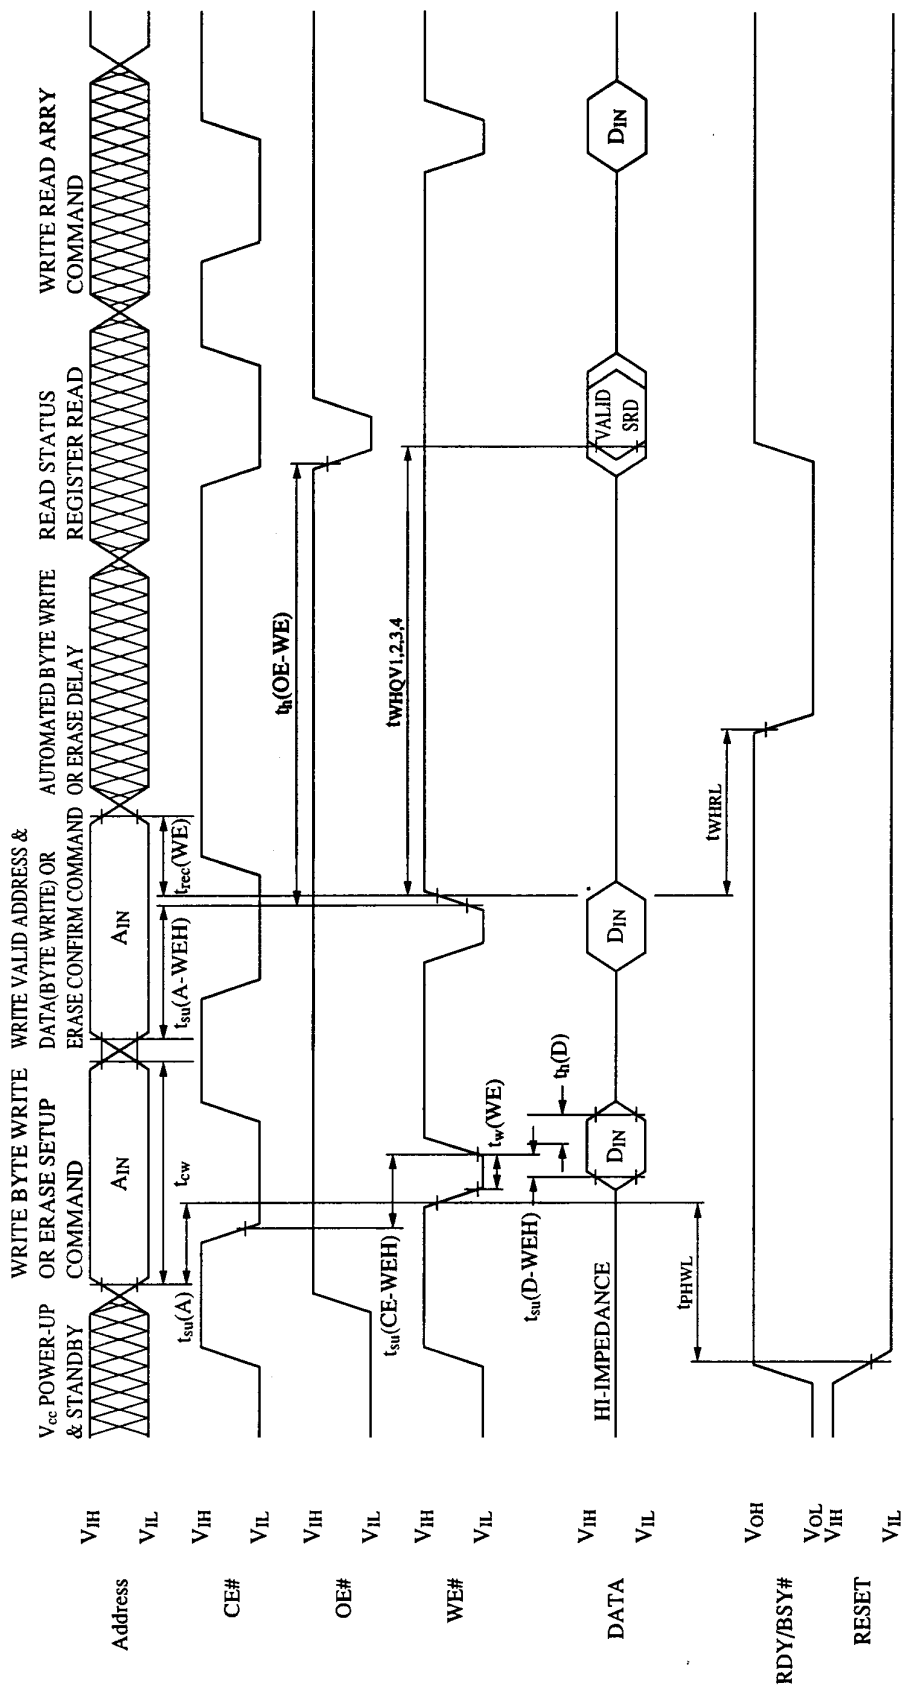 Vcc POWER-UP
& STANDBY
WRITE BYTE WRITE
OR ERASE SETUP
COMMAND
WRITE VALID ADDRESS &
DATA(BYTE WRITE) OR
ERASE CONFIRM COMMAND
AUTOMATED BYTE WRITE
OR ERASE DELAY
READ STATUS
REGISTER READ
WRITE READ ARRY
COMMAND
Address
VIH
VIL
AIN
AIN
tsu(A)
tcw
tsu(A-WEH)
trec(WE)
CE#
VIH
VIL
OE#
VIH
VIL
th(OE-WE)
tsu(CE-WEH)
WE#
VIH
VIL
tWHQV1,2,3,4
tw(WE)
tsu(D-WEH)
th(D)
DATA
VIH
VIL
HI-IMPEDANCE
DIN
DIN
VALID
SRD
DIN
tPHWL
tWHRL
RDY/BSY#
VOH
VOL
RESET
VIH
VIL